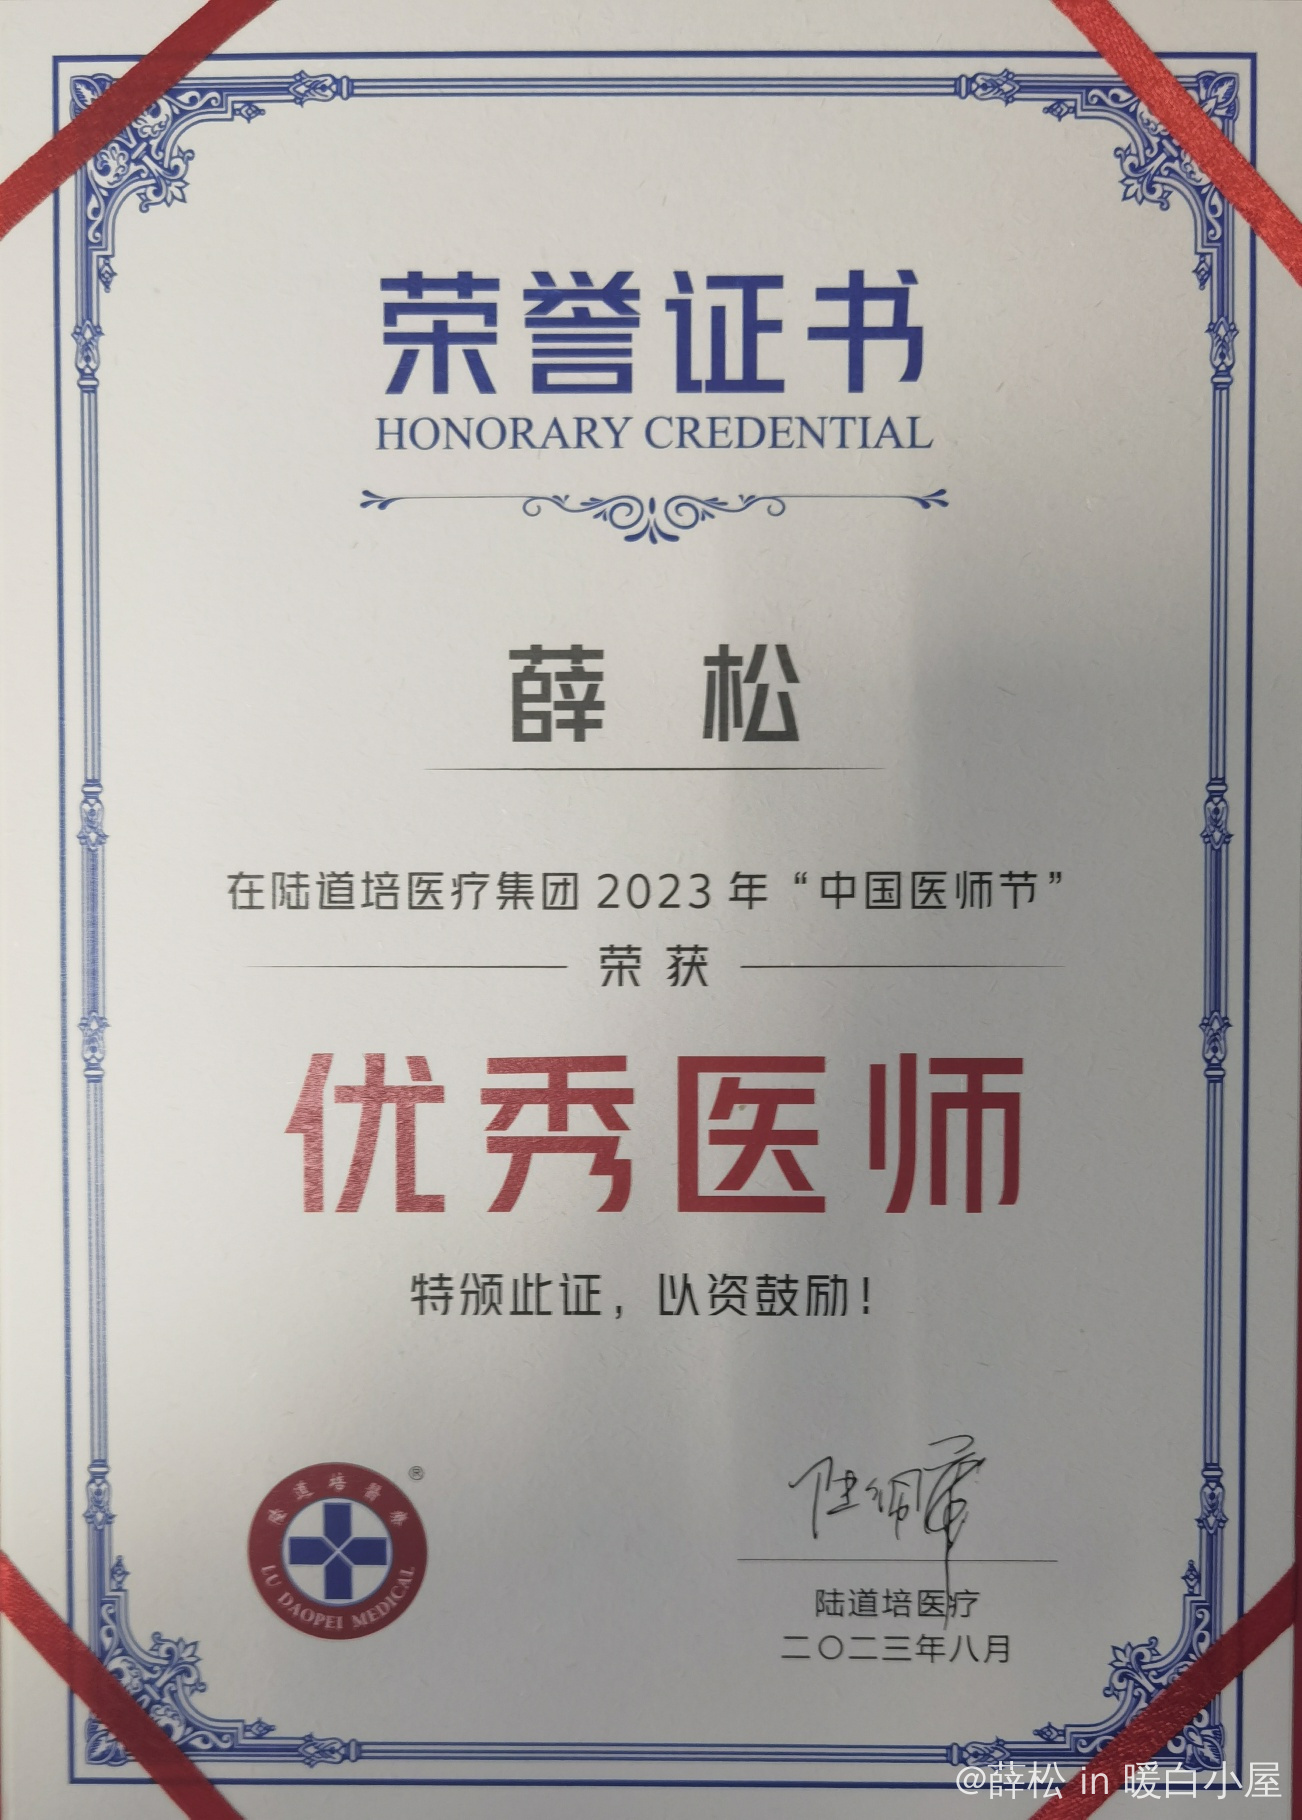 荣誉证书
HONORARY CREDENTIAL
薛 松
在陆道培医疗集团 2023 年 “中国医师节”
荣 获
优秀医师
特颁此证，以资鼓励！
陸道培醫療
®
LU DAOPEI MEDICAL
陆道培医疗
二〇二三年八月
@薛松 in 暖白小屋